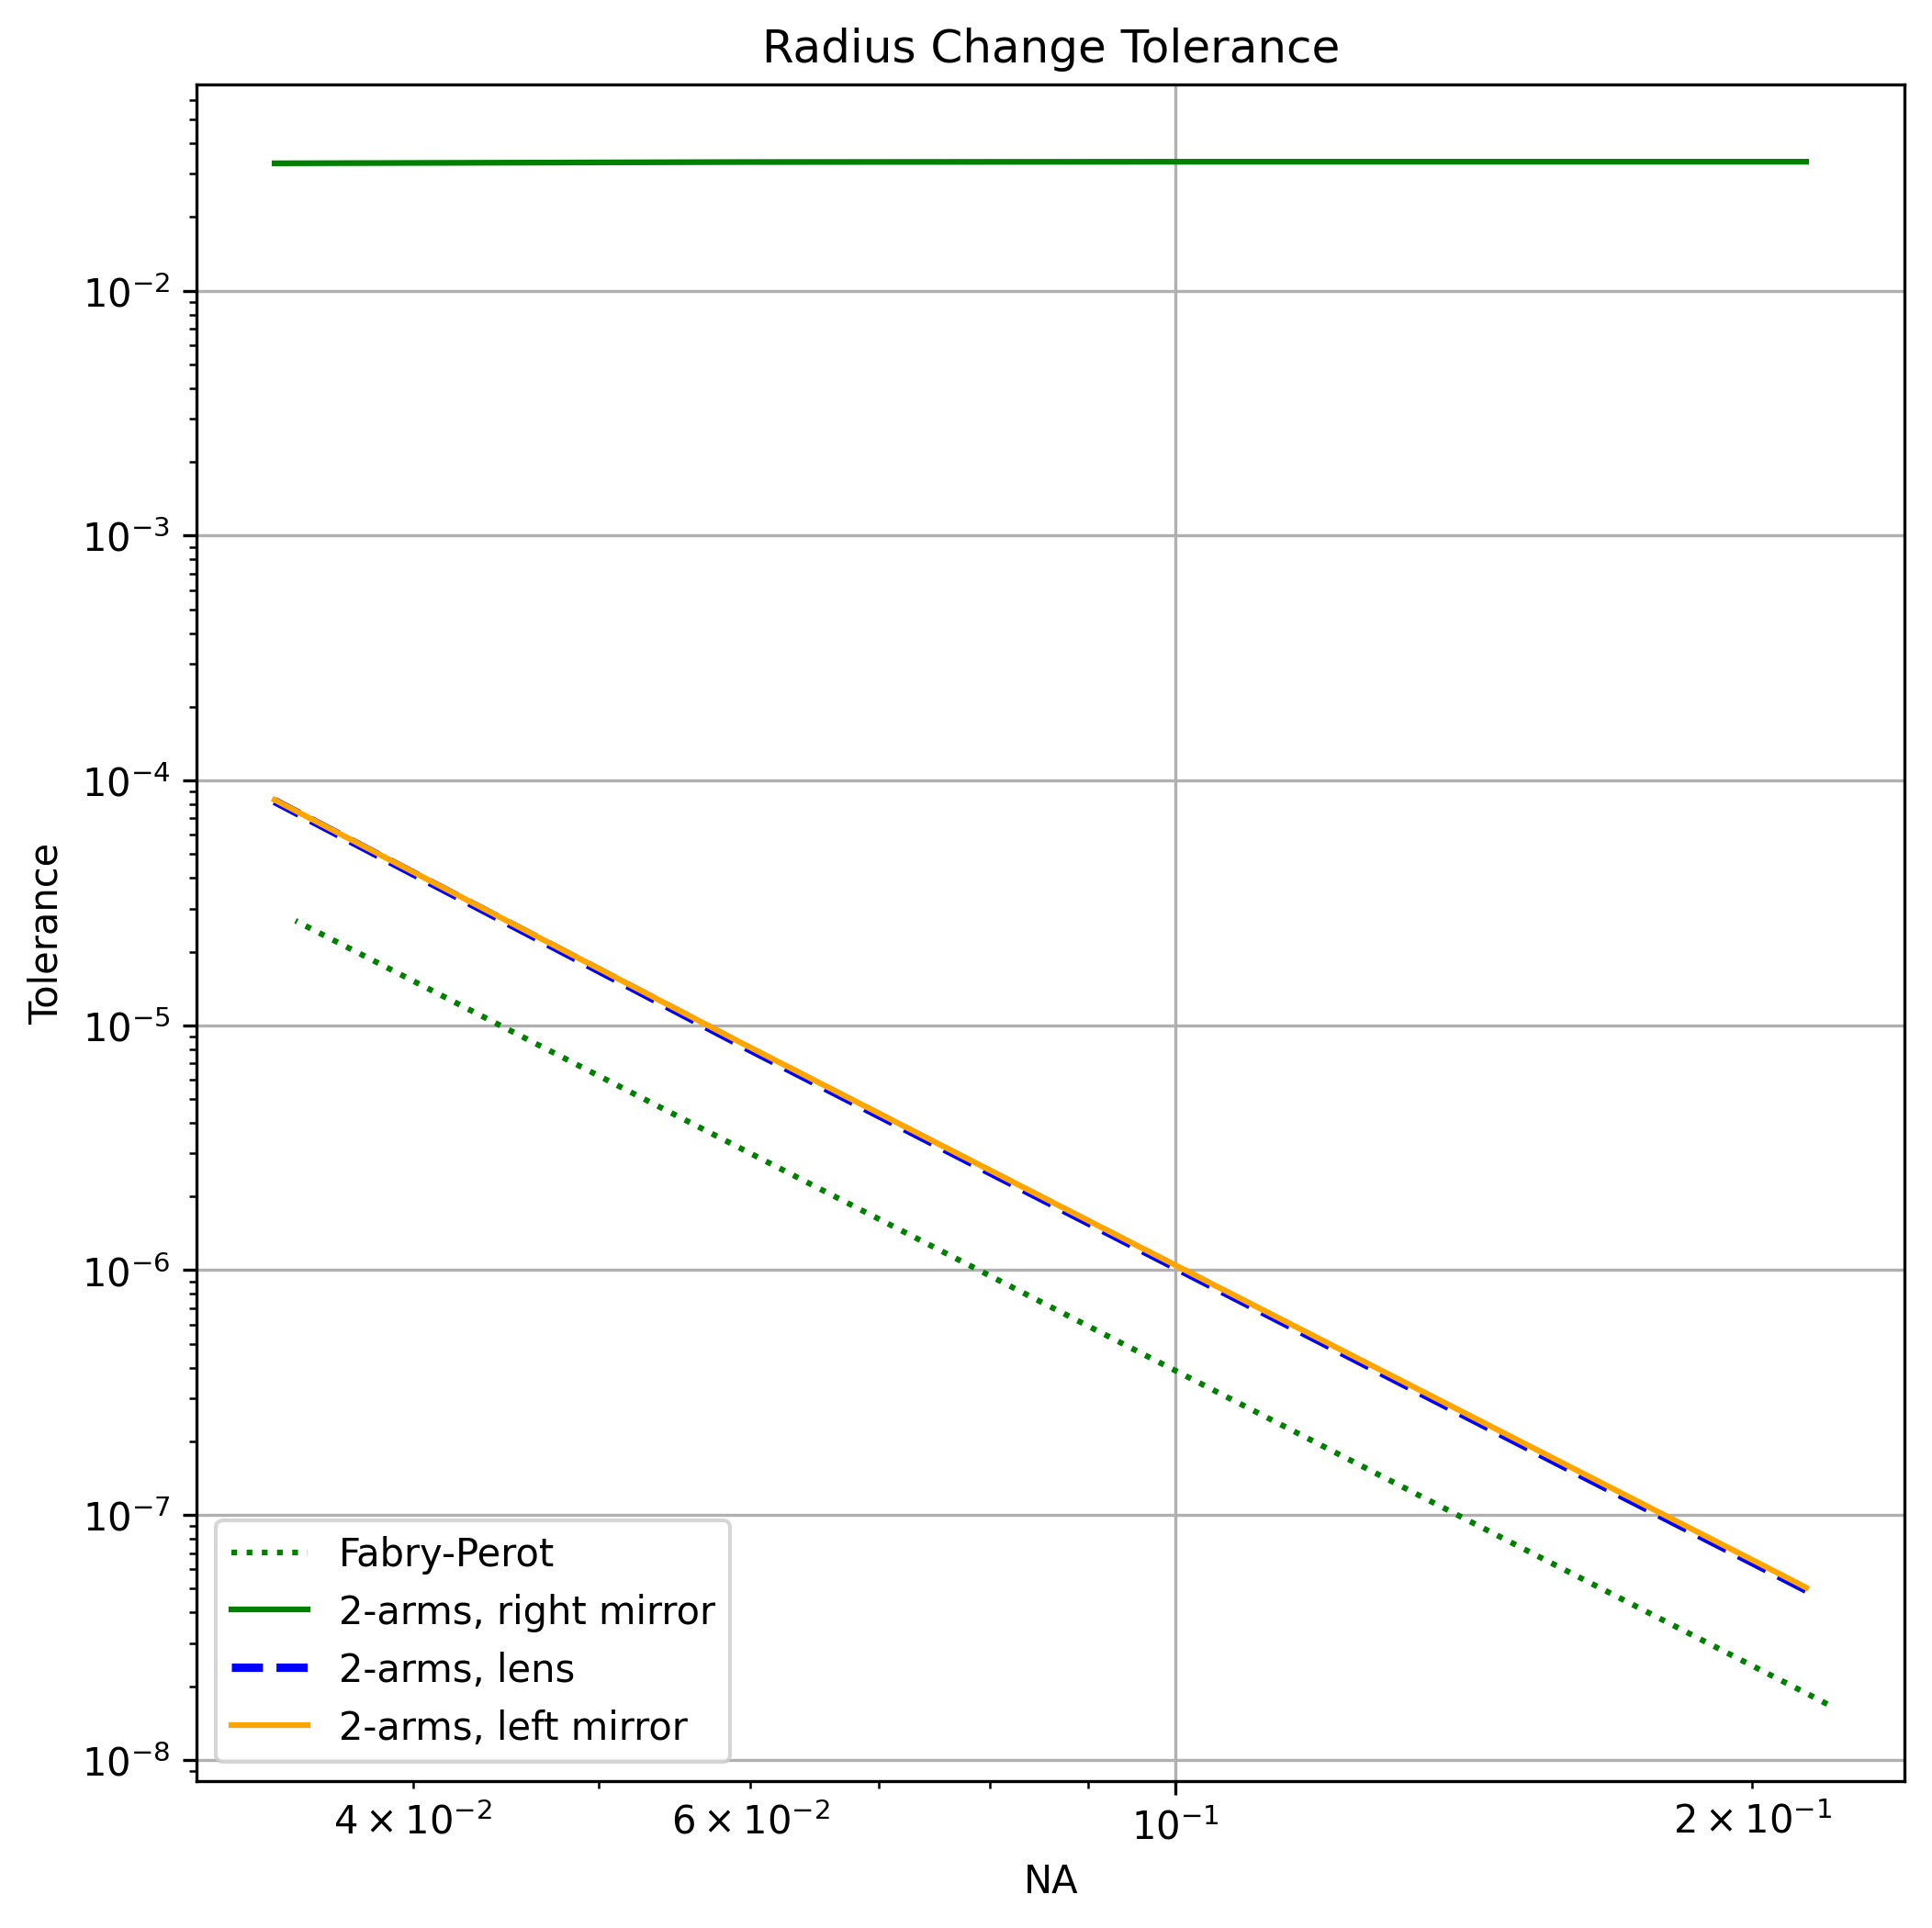 Radius Change Tolerance
Tolerance
10⁻²
10⁻³
10⁻⁴
10⁻⁵
10⁻⁶
10⁻⁷
10⁻⁸
Fabry-Perot
2-arms, right mirror
2-arms, lens
2-arms, left mirror
4 × 10⁻² 6 × 10⁻² 10⁻¹ 2 × 10⁻¹
NA